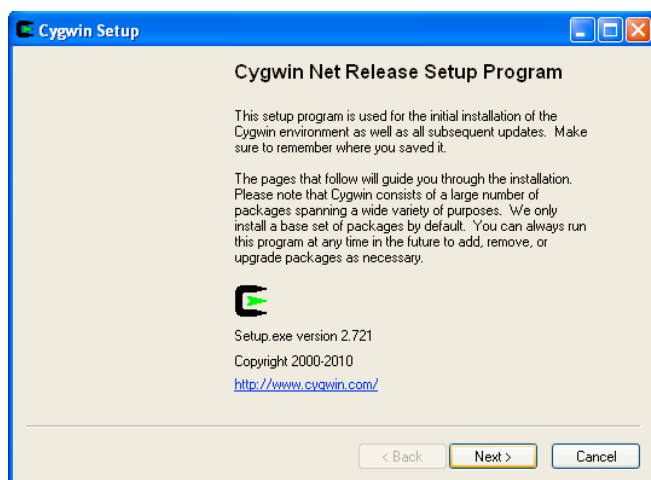 Cygwin Setup
Cygwin Net Release Setup Program
This setup program is used for the initial installation of the
Cygwin environment as well as all subsequent updates. Make
sure to remember where you saved it.
The pages that follow will guide you through the installation.
Please note that Cygwin consists of a large number of
packages spanning a wide variety of purposes. We only
install a base set of packages by default. You can always run
this program at any time in the future to add, remove, or
upgrade packages as necessary.
Setup.exe version 2.721
Copyright 2000-2010
http://www.cygwin.com/
< Back Next > Cancel